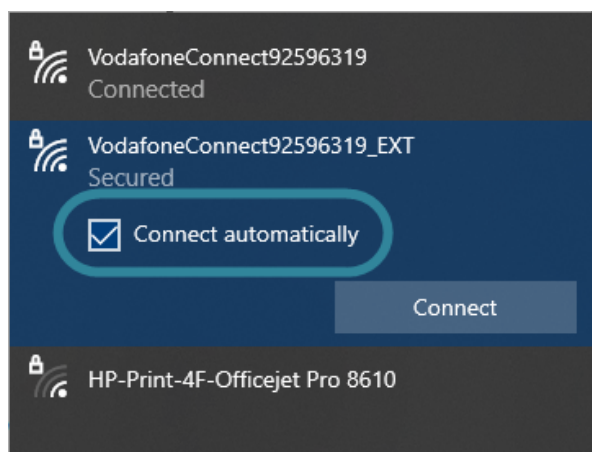 VodafoneConnect92596319
Connected
VodafoneConnect92596319_EXT
Secured
Connect automatically
Connect
HP-Print-4F-Officejet Pro 8610